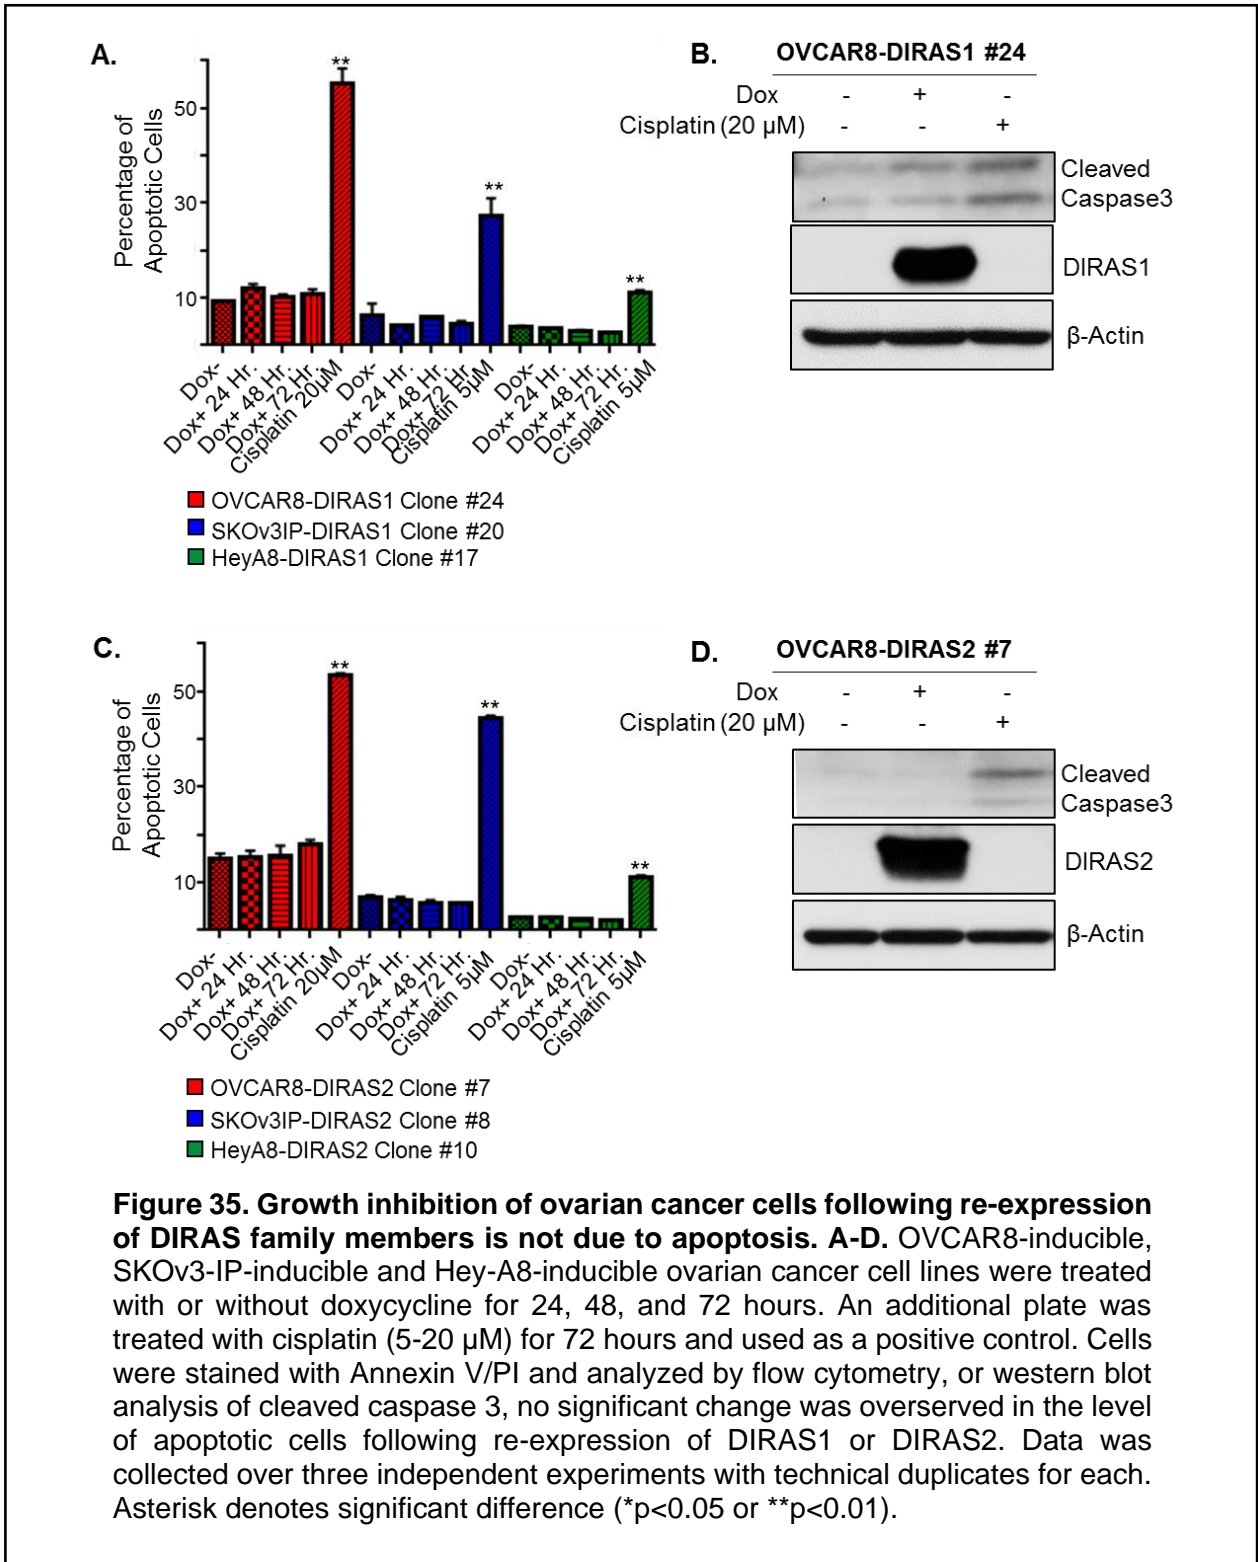 A.
**
**
**
50
30
10
Percentage of
Apoptotic Cells
Dox-
Dox+ 24 Hr.
Dox+ 48 Hr.
Dox+ 72 Hr.
Cisplatin 20µM
Dox-
Dox+ 24 Hr.
Dox+ 48 Hr.
Dox+ 72 Hr.
Cisplatin 5µM
Dox-
Dox+ 24 Hr.
Dox+ 48 Hr.
Dox+ 72 Hr.
Cisplatin 5µM
OVCAR8-DIRAS1 Clone #24
SKOv3IP-DIRAS1 Clone #20
HeyA8-DIRAS1 Clone #17
B.
OVCAR8-DIRAS1 #24
Dox - + -
Cisplatin (20 µM) - - +
Cleaved
Caspase3
DIRAS1
β-Actin
C.
**
**
**
50
30
10
Percentage of
Apoptotic Cells
Dox-
Dox+ 24 Hr.
Dox+ 48 Hr.
Dox+ 72 Hr.
Cisplatin 20µM
Dox-
Dox+ 24 Hr.
Dox+ 48 Hr.
Dox+ 72 Hr.
Cisplatin 5µM
Dox-
Dox+ 24 Hr.
Dox+ 48 Hr.
Dox+ 72 Hr.
Cisplatin 5µM
OVCAR8-DIRAS2 Clone #7
SKOv3IP-DIRAS2 Clone #8
HeyA8-DIRAS2 Clone #10
D.
OVCAR8-DIRAS2 #7
Dox - + -
Cisplatin (20 µM) - - +
Cleaved
Caspase3
DIRAS2
β-Actin
Figure 35. Growth inhibition of ovarian cancer cells following re-expression
of DIRAS family members is not due to apoptosis. A-D. OVCAR8-inducible,
SKOv3-IP-inducible and Hey-A8-inducible ovarian cancer cell lines were treated
with or without doxycycline for 24, 48, and 72 hours. An additional plate was
treated with cisplatin (5-20 µM) for 72 hours and used as a positive control. Cells
were stained with Annexin V/PI and analyzed by flow cytometry, or western blot
analysis of cleaved caspase 3, no significant change was overserved in the level
of apoptotic cells following re-expression of DIRAS1 or DIRAS2. Data was
collected over three independent experiments with technical duplicates for each.
Asterisk denotes significant difference (*p<0.05 or **p<0.01).